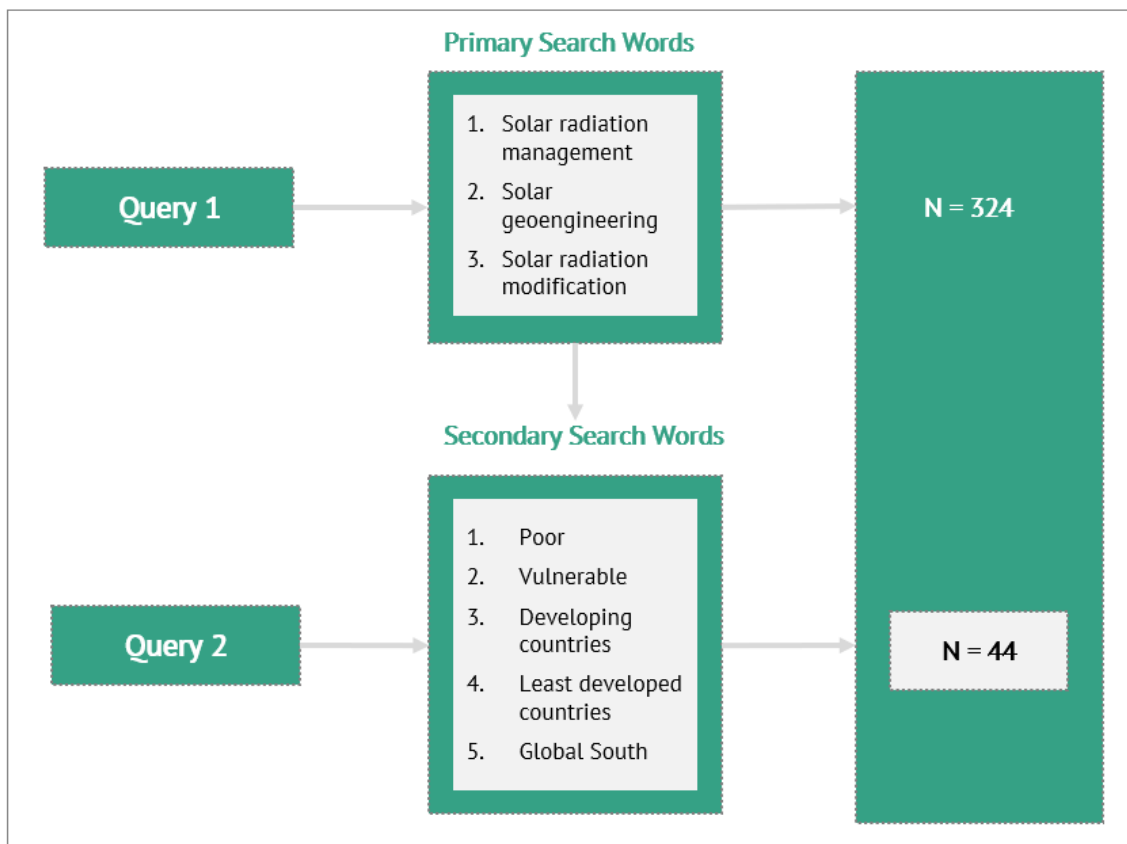 Primary Search Words
Query 1
1. Solar radiation
management
2. Solar
geoengineering
3. Solar radiation
modification
N = 324
Secondary Search Words
Query 2
1. Poor
2. Vulnerable
3. Developing
countries
4. Least developed
countries
5. Global South
N = 44